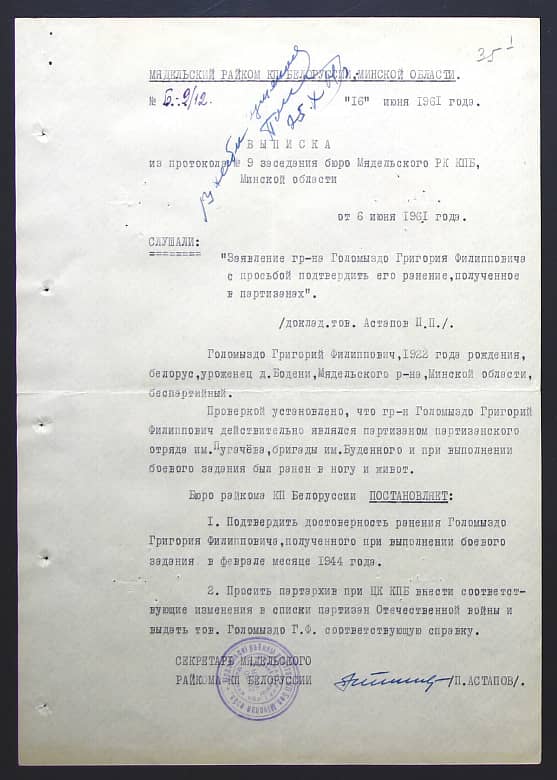 35
МЯДЕЛЬСКИЙ РАЙКОМ КП БЕЛОРУССИИ,МИНСКОЙ ОБЛАСТИ.
№ Б-9/12. "16" июня 1961 года.
25.X
ВЫПИСКА
из протокола № 9 заседания бюро Мядельского РК КПБ,
Минской области
от 6 июня 1961 года.
СЛУШАЛИ:
"Заявление гр-на Голомыздо Григория Филипповича
с просьбой подтвердить его ранение,полученное
в партизанах".
/доклад.тов. Астапов П.П./.
Голомыздо Григорий Филиппович,1922 года рождения,
белорус,уроженец д.Бодени,Мядельского р-на,Минской области,
беспартийный.
Проверкой установлено, что гр-н Голомыздо Григорий
Филиппович действительно являлся партизаном партизанского
отряда им.Пугачёва,бригады им.Буденного и при выполнении
боевого задания был ранен в ногу и живот.
Бюро райкома КП Белоруссии ПОСТАНОВЛЯЕТ:
1. Подтвердить достоверность ранения Голомыздо
Григория Филипповича,полученного при выполнении боевого
задания в феврале месяце 1944 года.
2. Просить партархив при ЦК КПБ внести соответст-
вующие изменения в списки партизан Отечественной войны и
выдать тов. Голомыздо Г.Ф. соответствующую справку.
СЕКРЕТАРЬ МЯДЕЛЬСКОГО
РАЙКОМА КП БЕЛОРУССИИ /П.АСТАПОВ/.